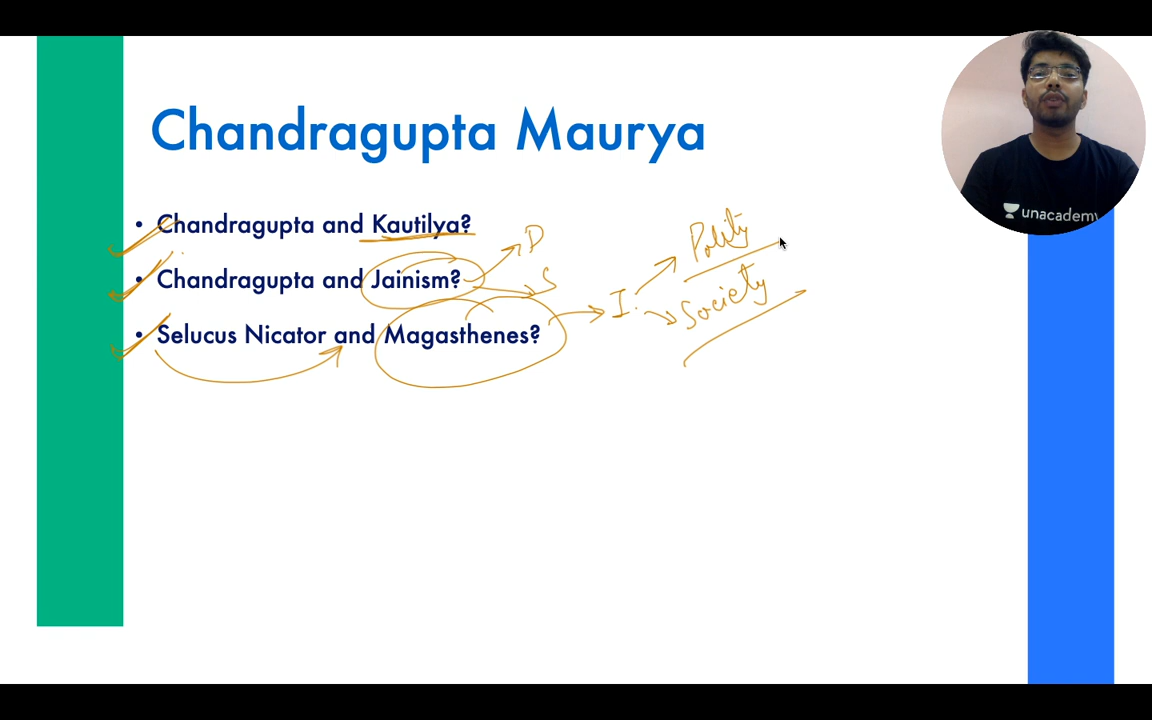 Chandragupta Maurya
• Chandragupta and Kautilya?
• Chandragupta and Jainism?
• Selucus Nicator and Magasthenes?
D
S
I
Polity
Society
unacademy